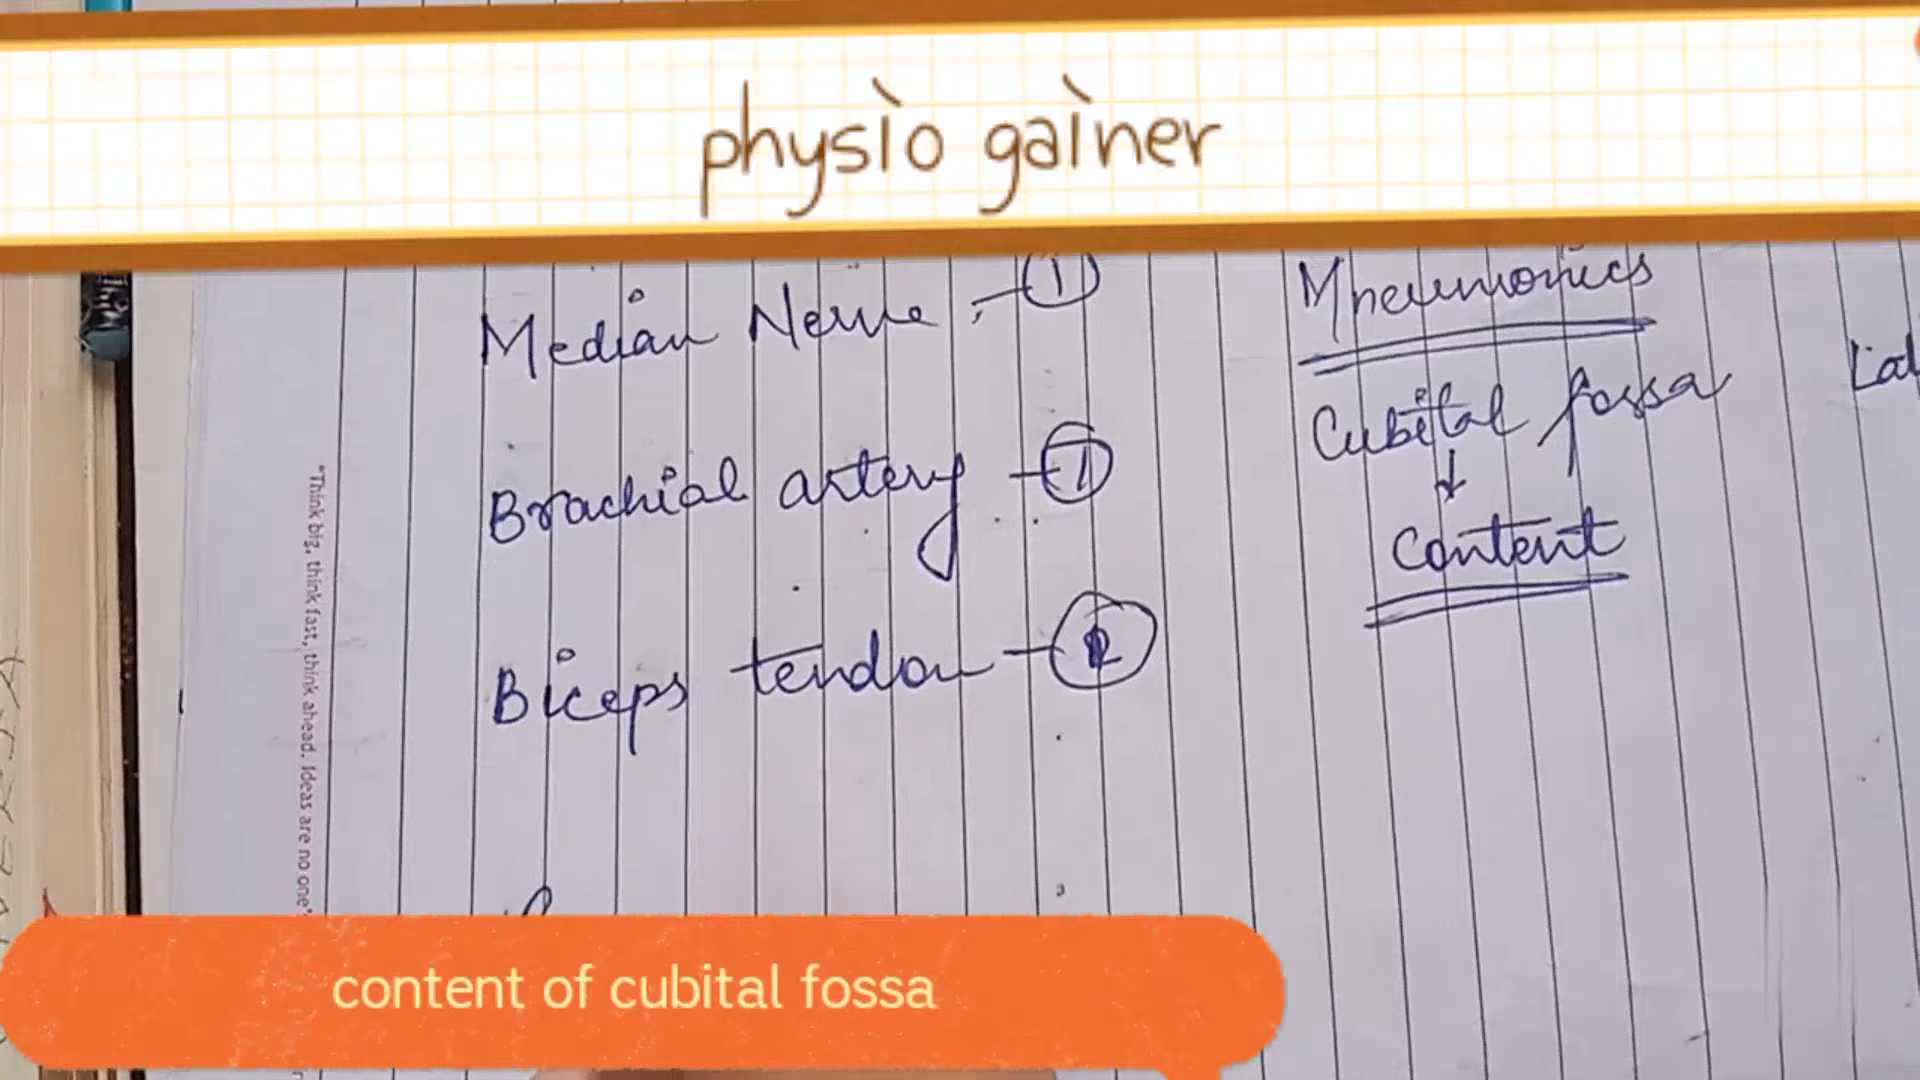 physio gainer
Median Nerve - 1
Brachial artery - 1
Biceps tendon -
Mnemonics
Cubital fossa
↓
Content
"Think big, think fast, think ahead. Ideas are no one'
content of cubital fossa